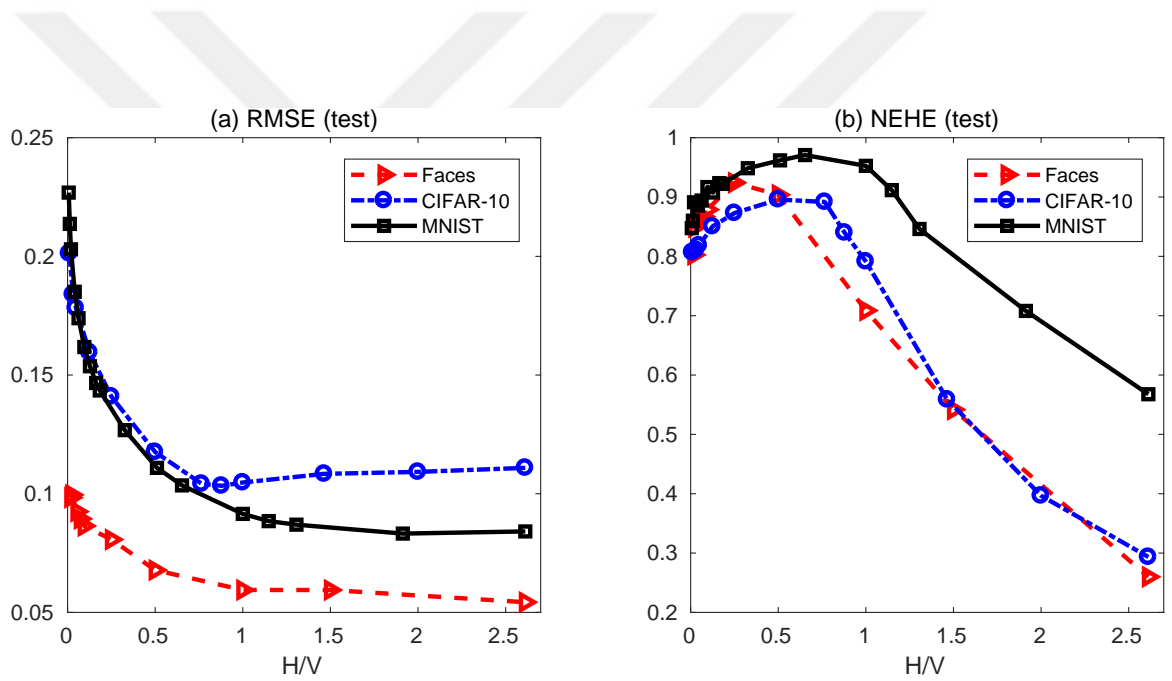 (a) RMSE (test)
0.25
0.2
0.15
0.1
0.05
0 0.5 1 1.5 2 2.5
H/V
Faces
CIFAR-10
MNIST
(b) NEHE (test)
1
0.9
0.8
0.7
0.6
0.5
0.4
0.3
0.2
0 0.5 1 1.5 2 2.5
H/V
Faces
CIFAR-10
MNIST